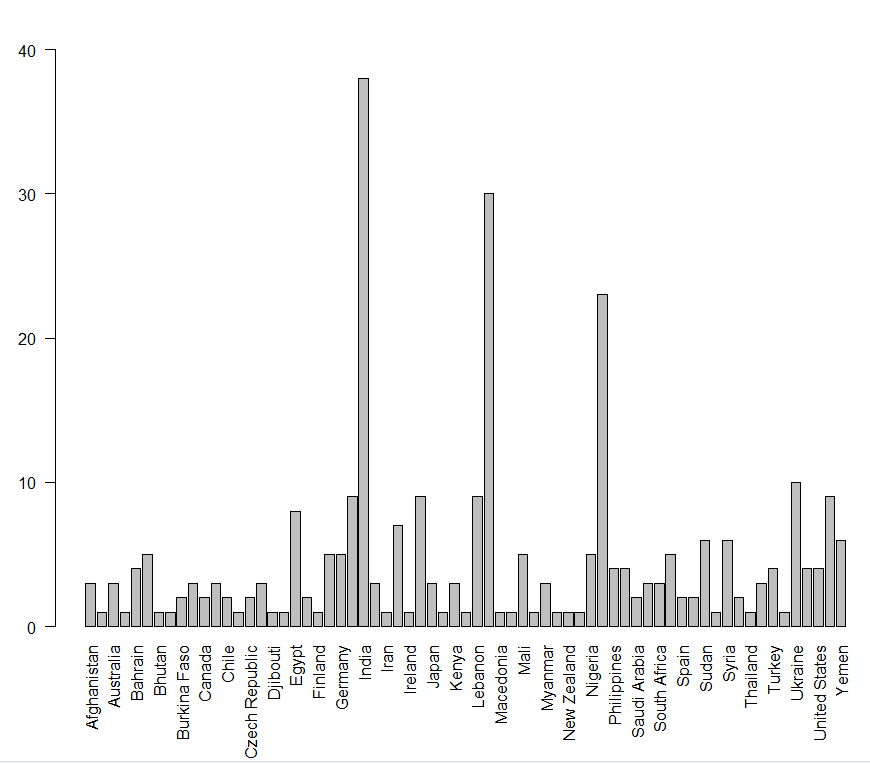 40
30
20
10
0
Afghanistan
Australia
Bahrain
Bhutan
Burkina Faso
Canada
Chile
Czech Republic
Djibouti
Egypt
Finland
Germany
India
Iran
Ireland
Japan
Kenya
Lebanon
Macedonia
Mali
Myanmar
New Zealand
Nigeria
Philippines
Saudi Arabia
South Africa
Spain
Sudan
Syria
Thailand
Turkey
Ukraine
United States
Yemen